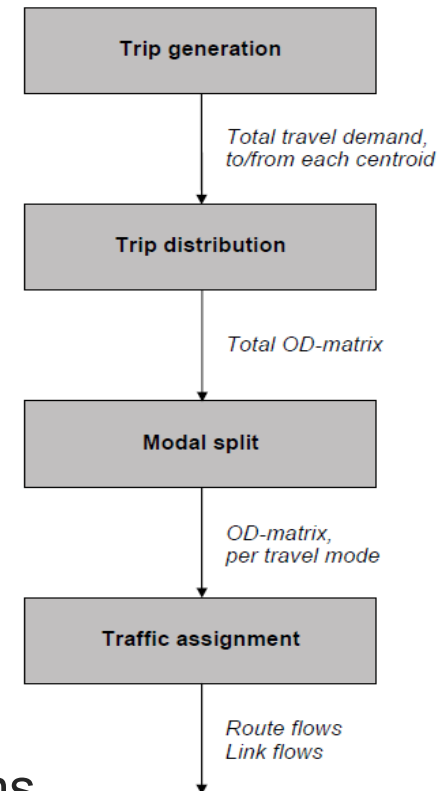 Trip generation
Total travel demand,
to/from each centroid
Trip distribution
Total OD-matrix
Modal split
OD-matrix,
per travel mode
Traffic assignment
Route flows
Link flows